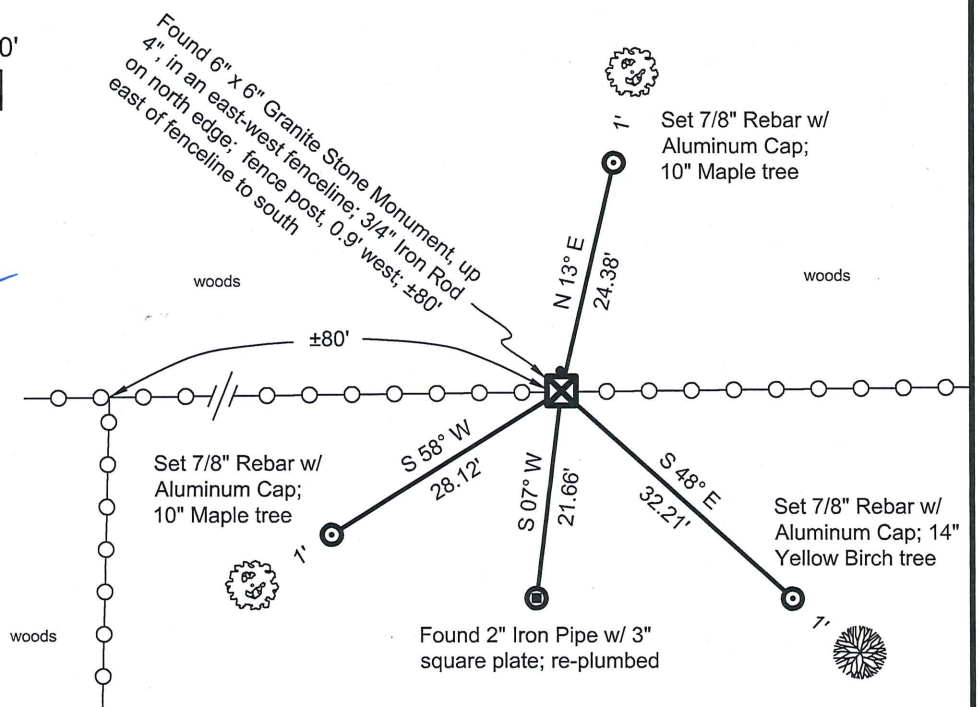 0'
Found 6" x 6" Granite Stone Monument, up
4", in an east-west fenceline; 3/4" Iron Rod
on north edge; fence post, 0.9' west; ±80'
east of fenceline to south
1'
Set 7/8" Rebar w/
Aluminum Cap;
10" Maple tree
N 13° E
24.38'
woods
woods
±80'
S 58° W
28.12'
Set 7/8" Rebar w/
Aluminum Cap;
10" Maple tree
1'
S 07° W
21.66'
S 48° E
32.21'
Set 7/8" Rebar w/
Aluminum Cap; 14"
Yellow Birch tree
1'
Found 2" Iron Pipe w/ 3"
square plate; re-plumbed
woods